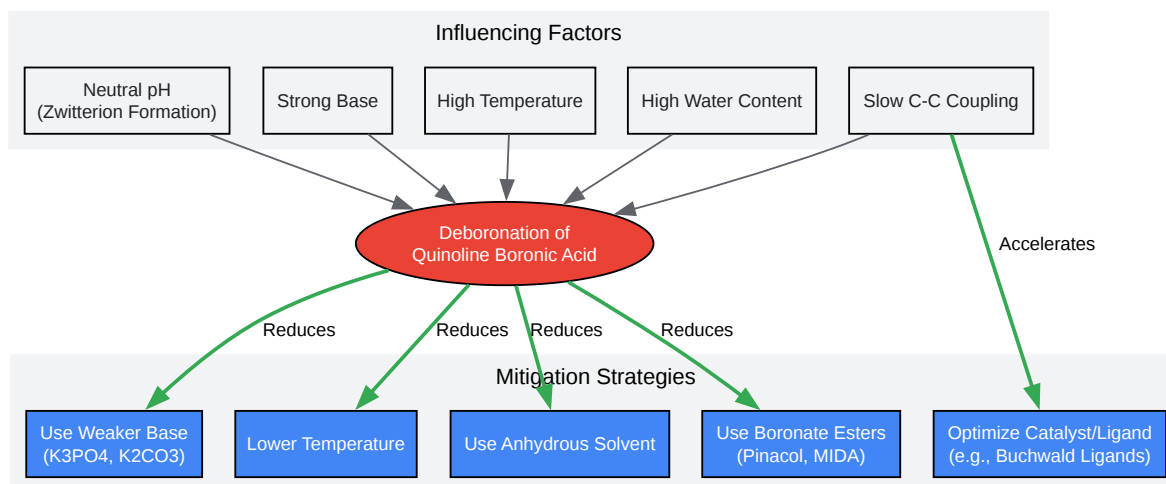 Influencing Factors
Neutral pH
(Zwitterion Formation)
Strong Base
High Temperature
High Water Content
Slow C-C Coupling
Deboronation of
Quinoline Boronic Acid
Accelerates
Reduces
Reduces
Reduces
Reduces
Mitigation Strategies
Use Weaker Base
(K3PO4, K2CO3)
Lower Temperature
Use Anhydrous Solvent
Use Boronate Esters
(Pinacol, MIDA)
Optimize Catalyst/Ligand
(e.g., Buchwald Ligands)